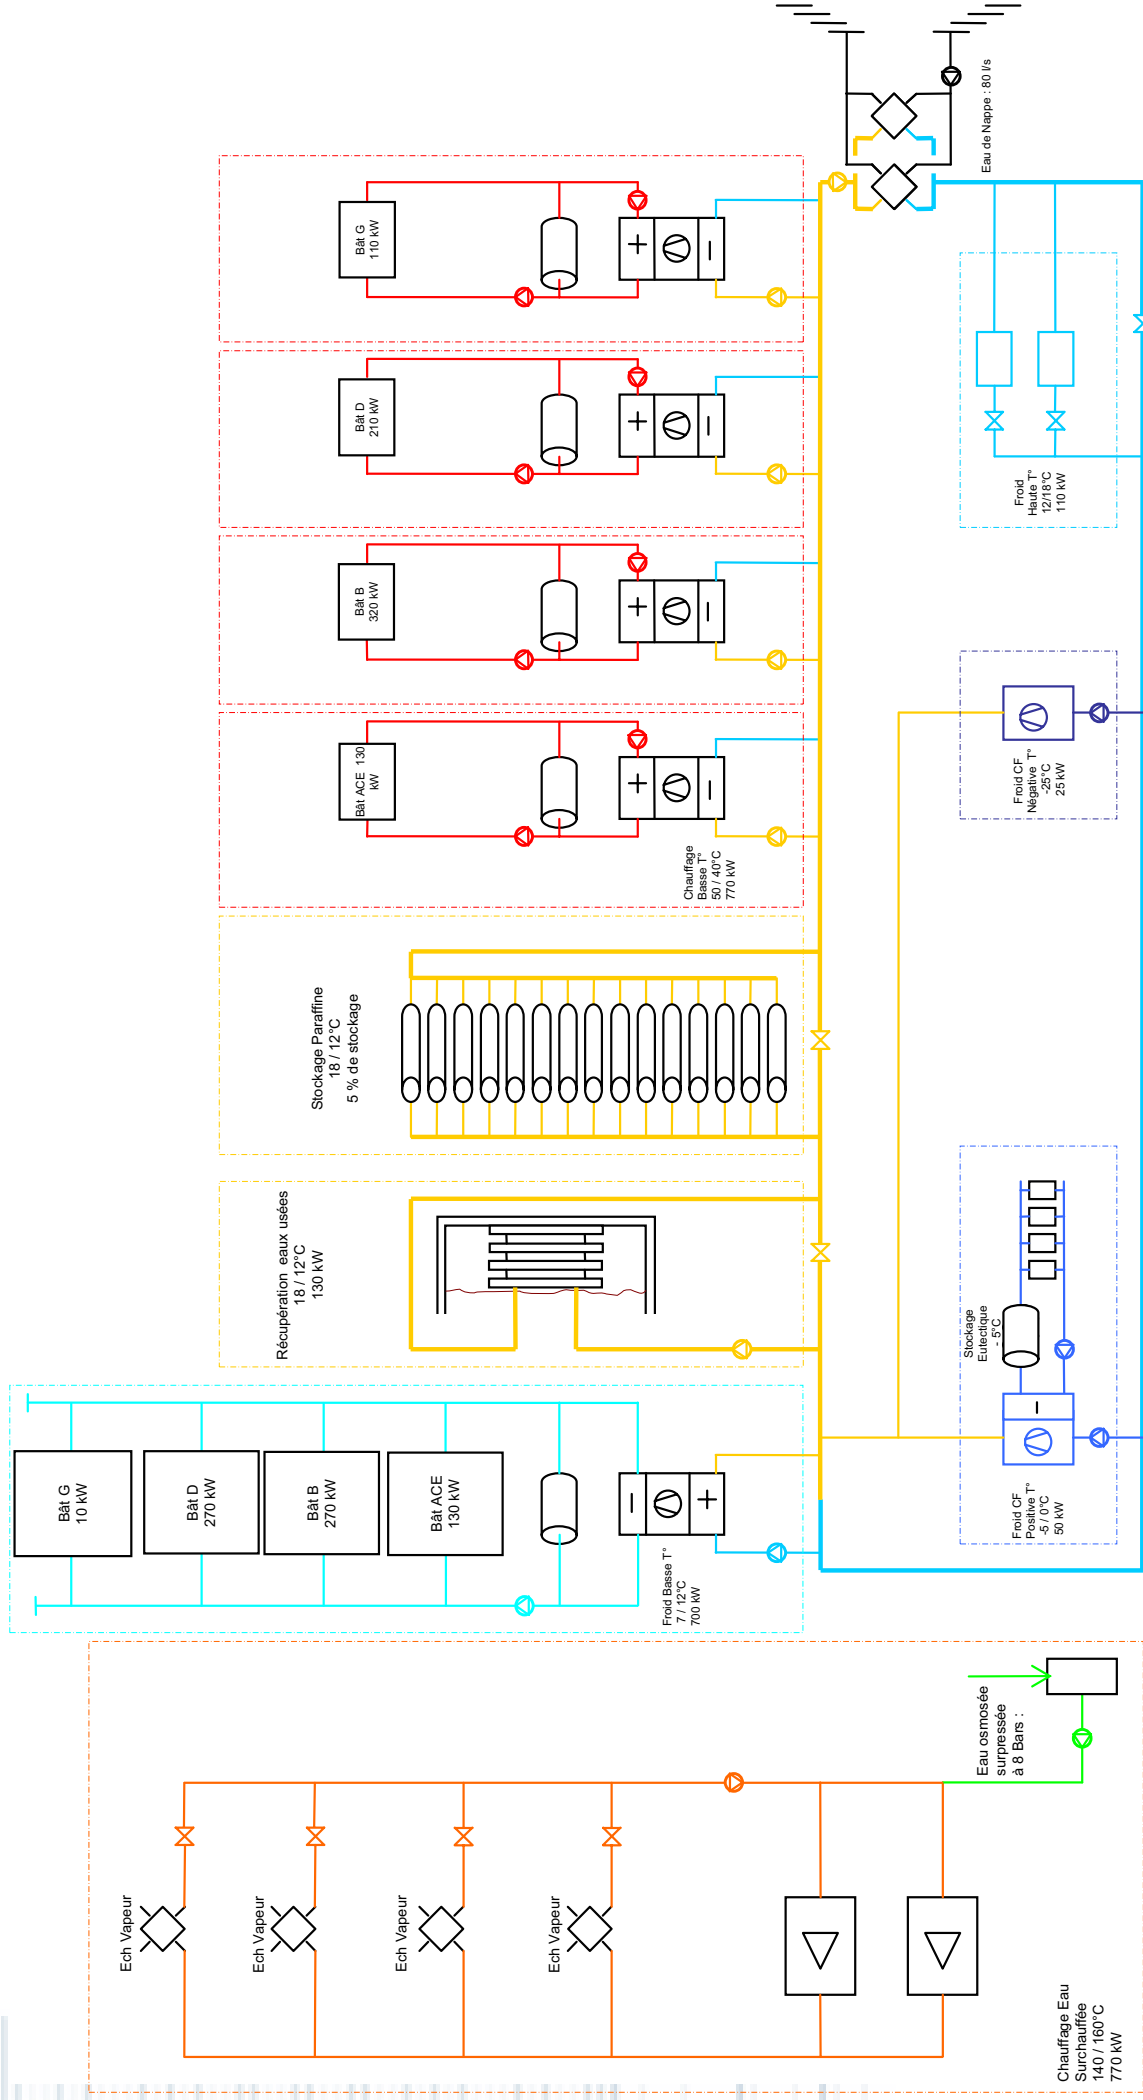 Chauffage Eau
Surchauffée
140 / 160°C
770 kW
Ech Vapeur
Ech Vapeur
Ech Vapeur
Ech Vapeur
Eau osmosée
surpressée
à 8 Bars :
Bât G
10 kW
Bât D
270 kW
Bât B
270 kW
Bât ACE
130 kW
Froid Basse T°
7 / 12°C
700 kW
Froid CF
Positive T°
-5 / 0°C
50 kW
Stockage
Eutectique
- 5°C
Récupération eaux usées
18 / 12°C
130 kW
Stockage Paraffine
18 / 12°C
5 % de stockage
Chauffage
Basse T°
50 / 40°C
770 kW
Bât ACE 130
kW
Froid CF
Négative T°
-25°C
25 kW
Bât B
320 kW
Bât D
210 kW
Bât G
110 kW
Froid
Haute T°
12/18°C
110 kW
Eau de Nappe : 80 l/s